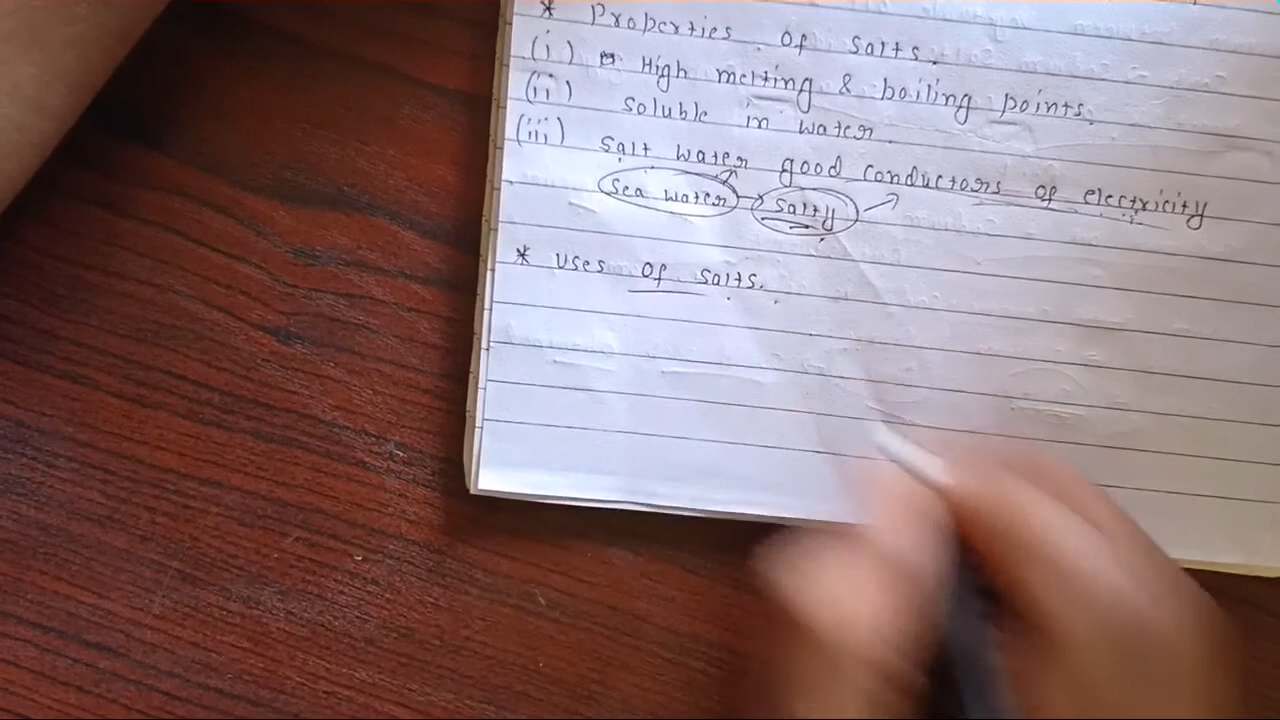 * Properties of salts.
(i) High melting & boiling points.
(ii) soluble in water.
(iii) salt water good conductors of electricity
sea water → salty
* Uses of salts.